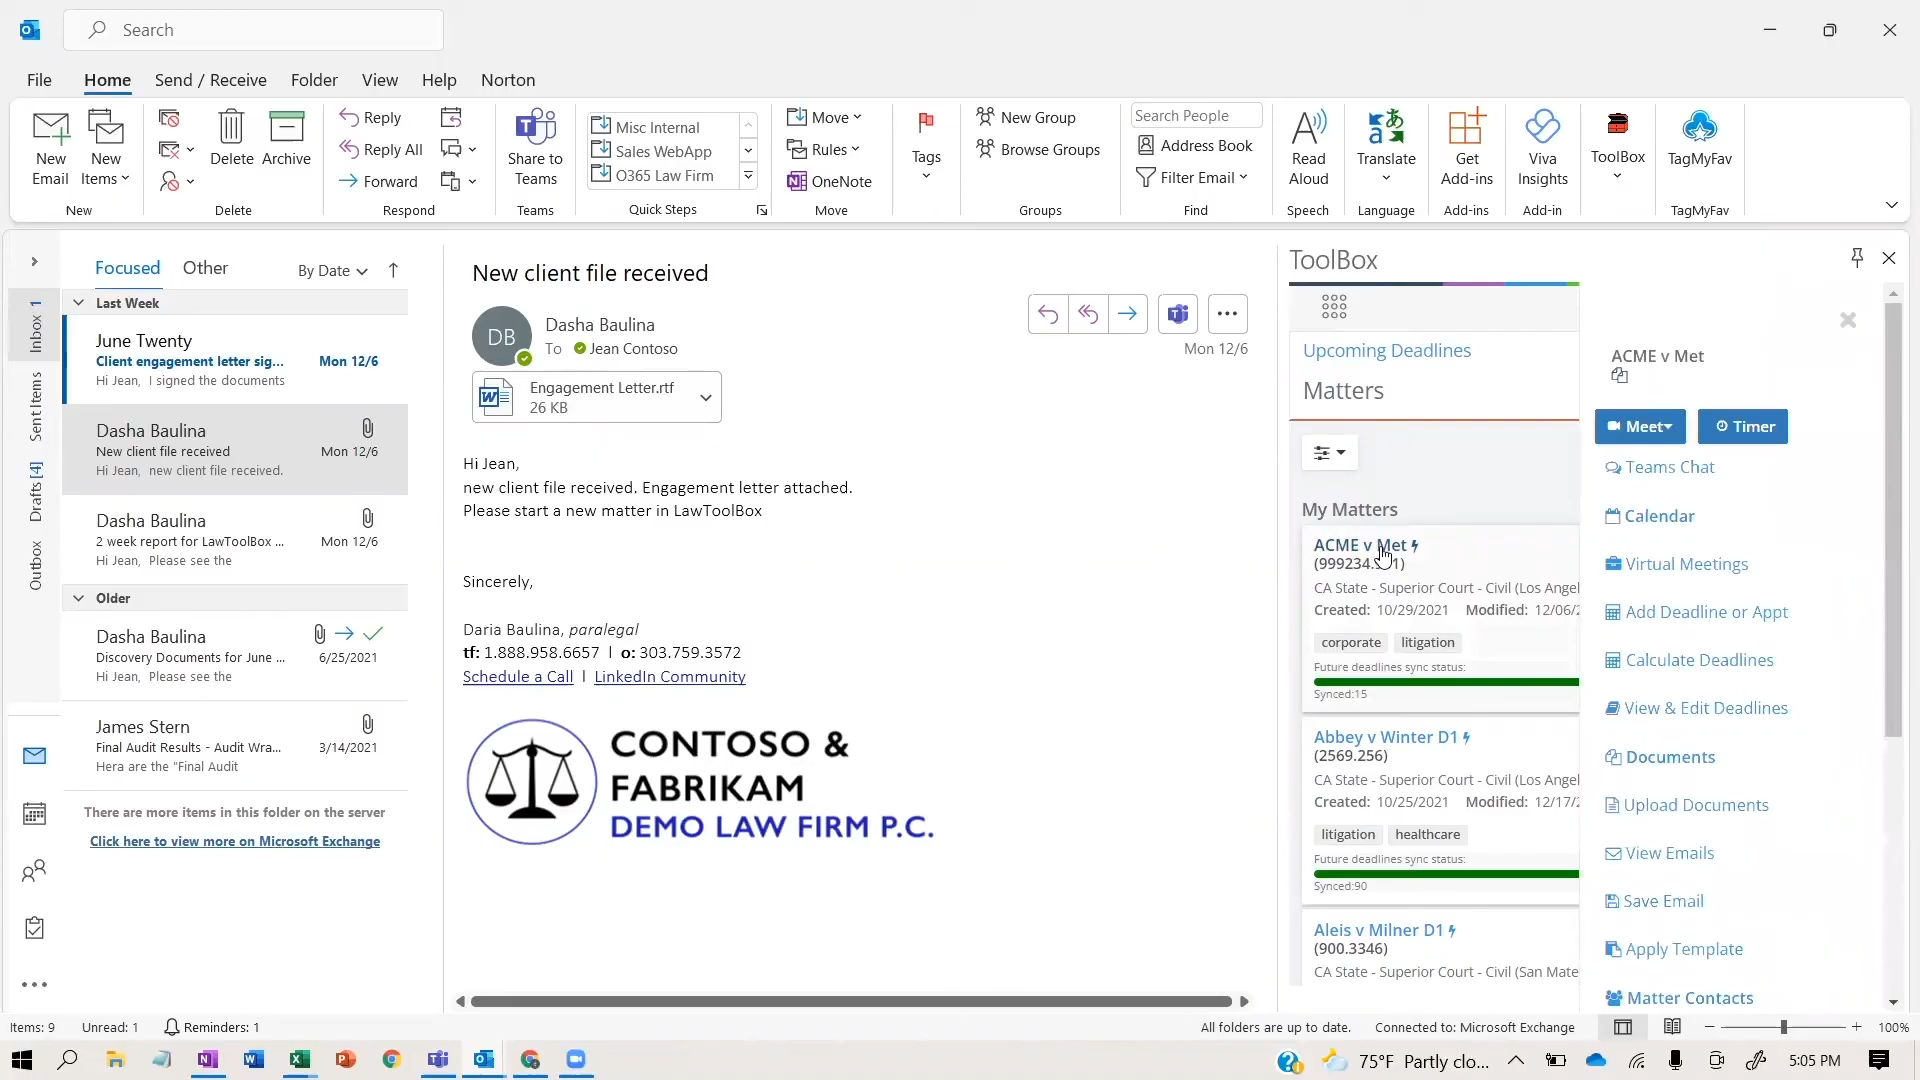 Search
File Home Send / Receive Folder View Help Norton
New Email
New Items
New
Delete
Archive
Delete
Reply
Reply All
Forward
Respond
Share to Teams
Teams
Misc Internal
Sales WebApp
O365 Law Firm
Quick Steps
Move
Rules
OneNote
Move
Tags
New Group
Browse Groups
Groups
Search People
Address Book
Filter Email
Find
Read Aloud
Speech
Translate
Language
Get Add-ins
Add-ins
Viva Insights
Add-in
ToolBox
TagMyFav
TagMyFav
Inbox 1
Sent Items
Drafts [4]
Outbox
Focused Other By Date
Last Week
June Twenty
Client engagement letter sig... Mon 12/6
Hi Jean, I signed the documents
Dasha Baulina
New client file received Mon 12/6
Hi Jean, new client file received.
Dasha Baulina
2 week report for LawToolBox ... Mon 12/6
Hi Jean, Please see the
Older
Dasha Baulina
Discovery Documents for June ... 6/25/2021
Hi Jean, Please see the
James Stern
Final Audit Results - Audit Wra... 3/14/2021
Hera are the "Final Audit
There are more items in this folder on the server
Click here to view more on Microsoft Exchange
New client file received
DB
Dasha Baulina
To Jean Contoso
Mon 12/6
Engagement Letter.rtf
26 KB
Hi Jean,
new client file received. Engagement letter attached.
Please start a new matter in LawToolBox
Sincerely,
Daria Baulina, paralegal
tf: 1.888.958.6657 | o: 303.759.3572
Schedule a Call | LinkedIn Community
CONTOSO &
FABRIKAM
DEMO LAW FIRM P.C.
ToolBox
Upcoming Deadlines
Matters
My Matters
ACME v Met
CA State - Superior Court - Civil (Los Angel
Created: 10/29/2021 Modified: 12/06/2
corporate litigation
Future deadlines sync status:
Synced:15
Abbey v Winter D1
(2569.256)
CA State - Superior Court - Civil (Los Angel
Created: 10/25/2021 Modified: 12/17/2
litigation healthcare
Future deadlines sync status:
Synced:90
Aleis v Milner D1
(900.3346)
CA State - Superior Court - Civil (San Mate
ACME v Met
Meet Timer
Teams Chat
Calendar
Virtual Meetings
Add Deadline or Appt
Calculate Deadlines
View & Edit Deadlines
Documents
Upload Documents
View Emails
Save Email
Apply Template
Matter Contacts
Items: 9 Unread: 1 Reminders: 1 All folders are up to date. Connected to: Microsoft Exchange 100%
75°F Partly clo... 5:05 PM